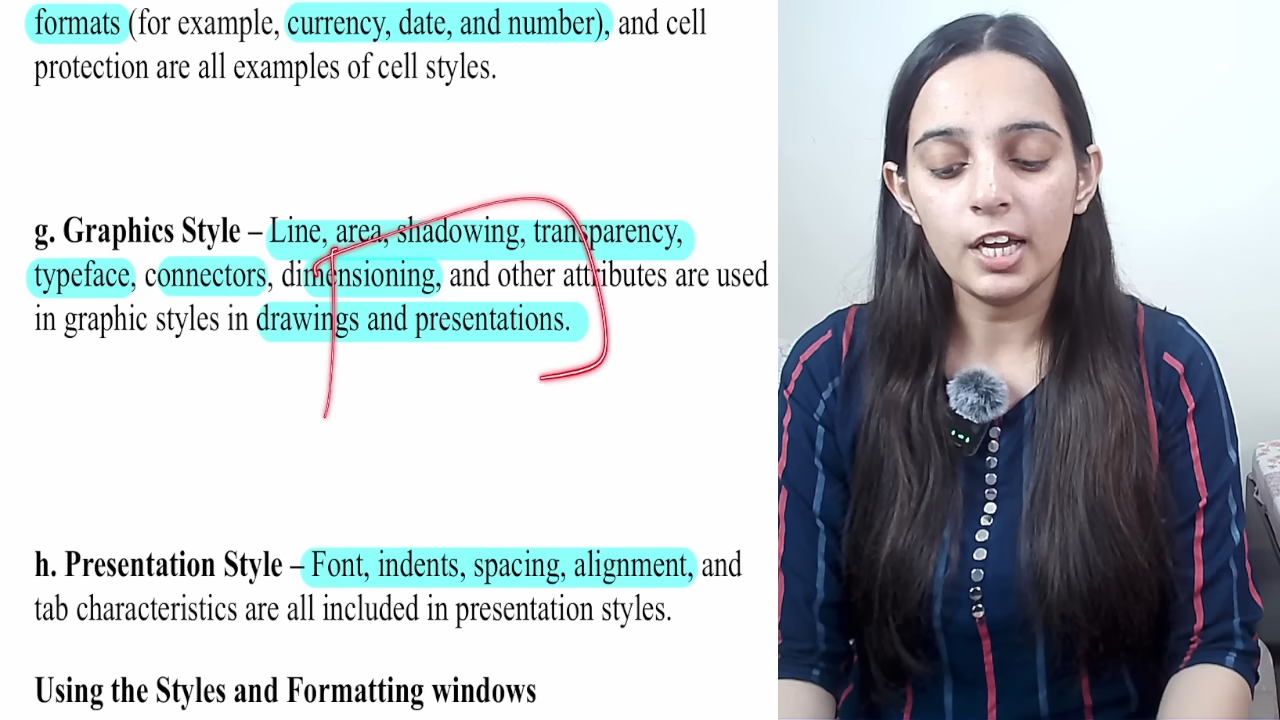 formats (for example, currency, date, and number), and cell
protection are all examples of cell styles.
g. Graphics Style – Line, area, shadowing, transparency,
typeface, connectors, dimensioning, and other attributes are used
in graphic styles in drawings and presentations.
h. Presentation Style – Font, indents, spacing, alignment, and
tab characteristics are all included in presentation styles.
Using the Styles and Formatting windows